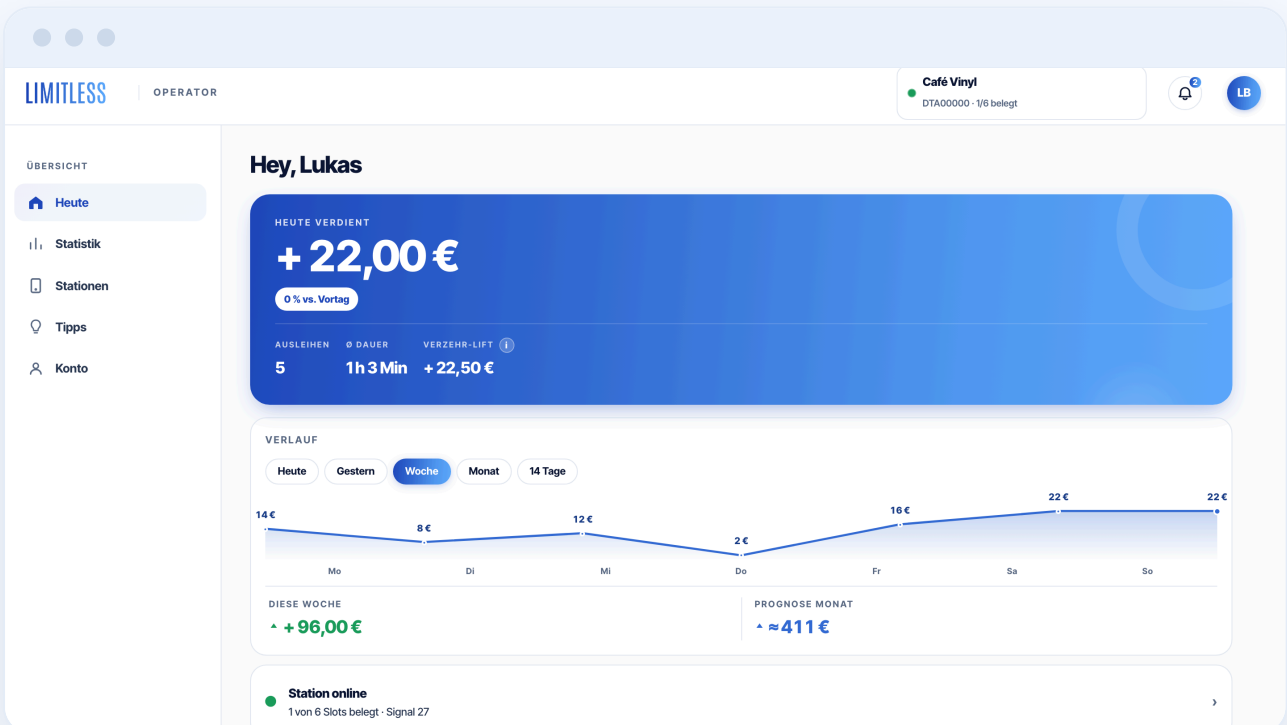 LIMITLESS
OPERATOR
Café Vinyl
DTA00000 · 1/6 belegt
2
LB
ÜBERSICHT
Heute
Statistik
Stationen
Tipps
Konto
Hey, Lukas
HEUTE VERDIENT
+ 22,00 €
0 % vs. Vortag
AUSLEIHEN Ø DAUER VERZEHR-LIFT i
5 1 h 3 Min + 22,50 €
VERLAUF
Heute Gestern Woche Monat 14 Tage
14 € 8 € 12 € 2 € 16 € 22 € 22 €
Mo Di Mi Do Fr Sa So
DIESE WOCHE
+ 96,00 €
PROGNOSE MONAT
≈ 411 €
Station online
1 von 6 Slots belegt · Signal 27